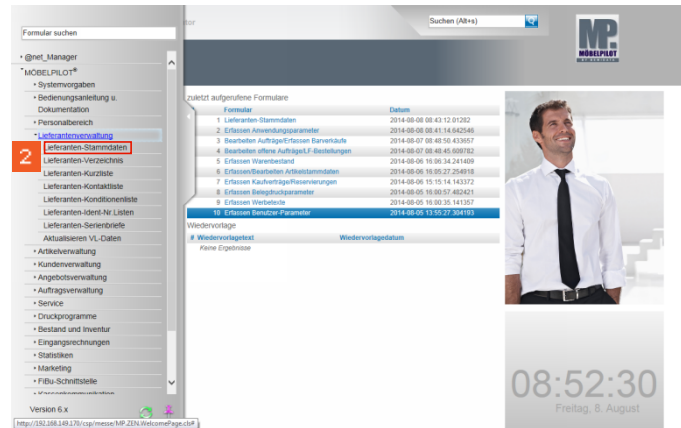 itor
Suchen (Alt+s)
Formular suchen
MP.
MÖBELPILOT
@net_Manager
MÖBELPILOT®
Systemvorgaben
Bedienungsanleitung u.
Dokumentation
Personalbereich
Lieferantenverwaltung
2
Lieferanten-Stammdaten
Lieferanten-Verzeichnis
Lieferanten-Kurzliste
Lieferanten-Kontaktliste
Lieferanten-Konditionenliste
Lieferanten-Ident-Nr.Listen
Lieferanten-Serienbriefe
Aktualisieren VL-Daten
Artikelverwaltung
Kundenverwaltung
Angebotsverwaltung
Auftragsverwaltung
Service
Druckprogramme
Bestand und Inventur
Eingangsrechnungen
Statistiken
Marketing
FiBu-Schnittstelle
Kassenkommunikation
Version 6.x
http://192.168.149.170/csp/messe/MP.ZEN.WelcomePage.cls#
zuletzt aufgerufene Formulare
Formular Datum
1 Lieferanten-Stammdaten 2014-08-08 08:43:12.01282
2 Erfassen Anwendungsparameter 2014-08-08 08:41:14.642546
3 Bearbeiten Aufträge/Erfassen Barverkäufe 2014-08-07 08:48:50.433657
4 Bearbeiten offene Aufträge/LF-Bestellungen 2014-08-07 08:48:45.609782
5 Erfassen Warenbestand 2014-08-06 16:05:34.241409
6 Erfassen/Bearbeiten Artikelstammdaten 2014-08-06 16:05:27.254918
7 Erfassen Kaufverträge/Reservierungen 2014-08-06 15:15:14.143372
8 Erfassen Belegdruckparameter 2014-08-05 16:00:57.482421
9 Erfassen Werbetexte 2014-08-05 16:00:35.141357
10 Erfassen Benutzer-Parameter 2014-08-05 13:55:27.304193
Wiedervorlage
# Wiedervorlagetext Wiedervorlagedatum
Keine Ergebnisse
08:52:30
Freitag, 8. August